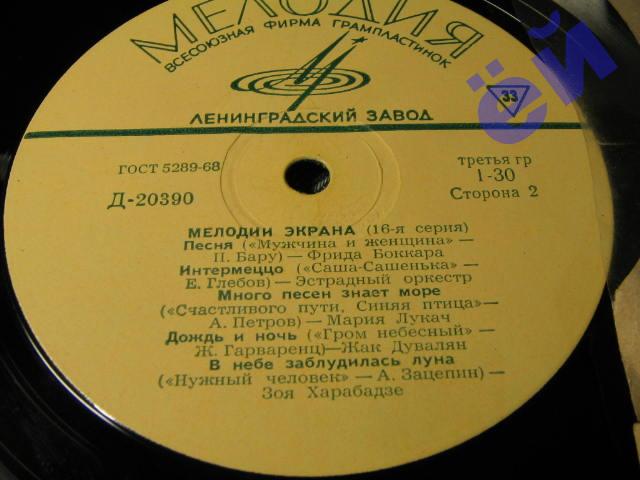 МЕЛОДИЯ
ВСЕСОЮЗНАЯ ФИРМА ГРАМПЛАСТИНОК
ЛЕНИНГРАДСКИЙ ЗАВОД
ей
33
ГОСТ 5289-68
третья гр
Д-20390
1-30
Сторона 2
МЕЛОДИИ ЭКРАНА (16-я серия)
Песня («Мужчина и женщина» —
П. Бару) — Фрида Боккара
Интермеццо («Саша-Сашенька» —
Е. Глебов) — Эстрадный оркестр
Много песен знает море
(«Счастливого пути, Синяя птица»—
А. Петров) — Мария Лукач
Дождь и ночь («Гром небесный» —
Ж. Гарваренц)—Жак Дувалян
В небе заблудилась луна
(«Нужный человек» — А. Зацепин) —
Зоя Харабадзе